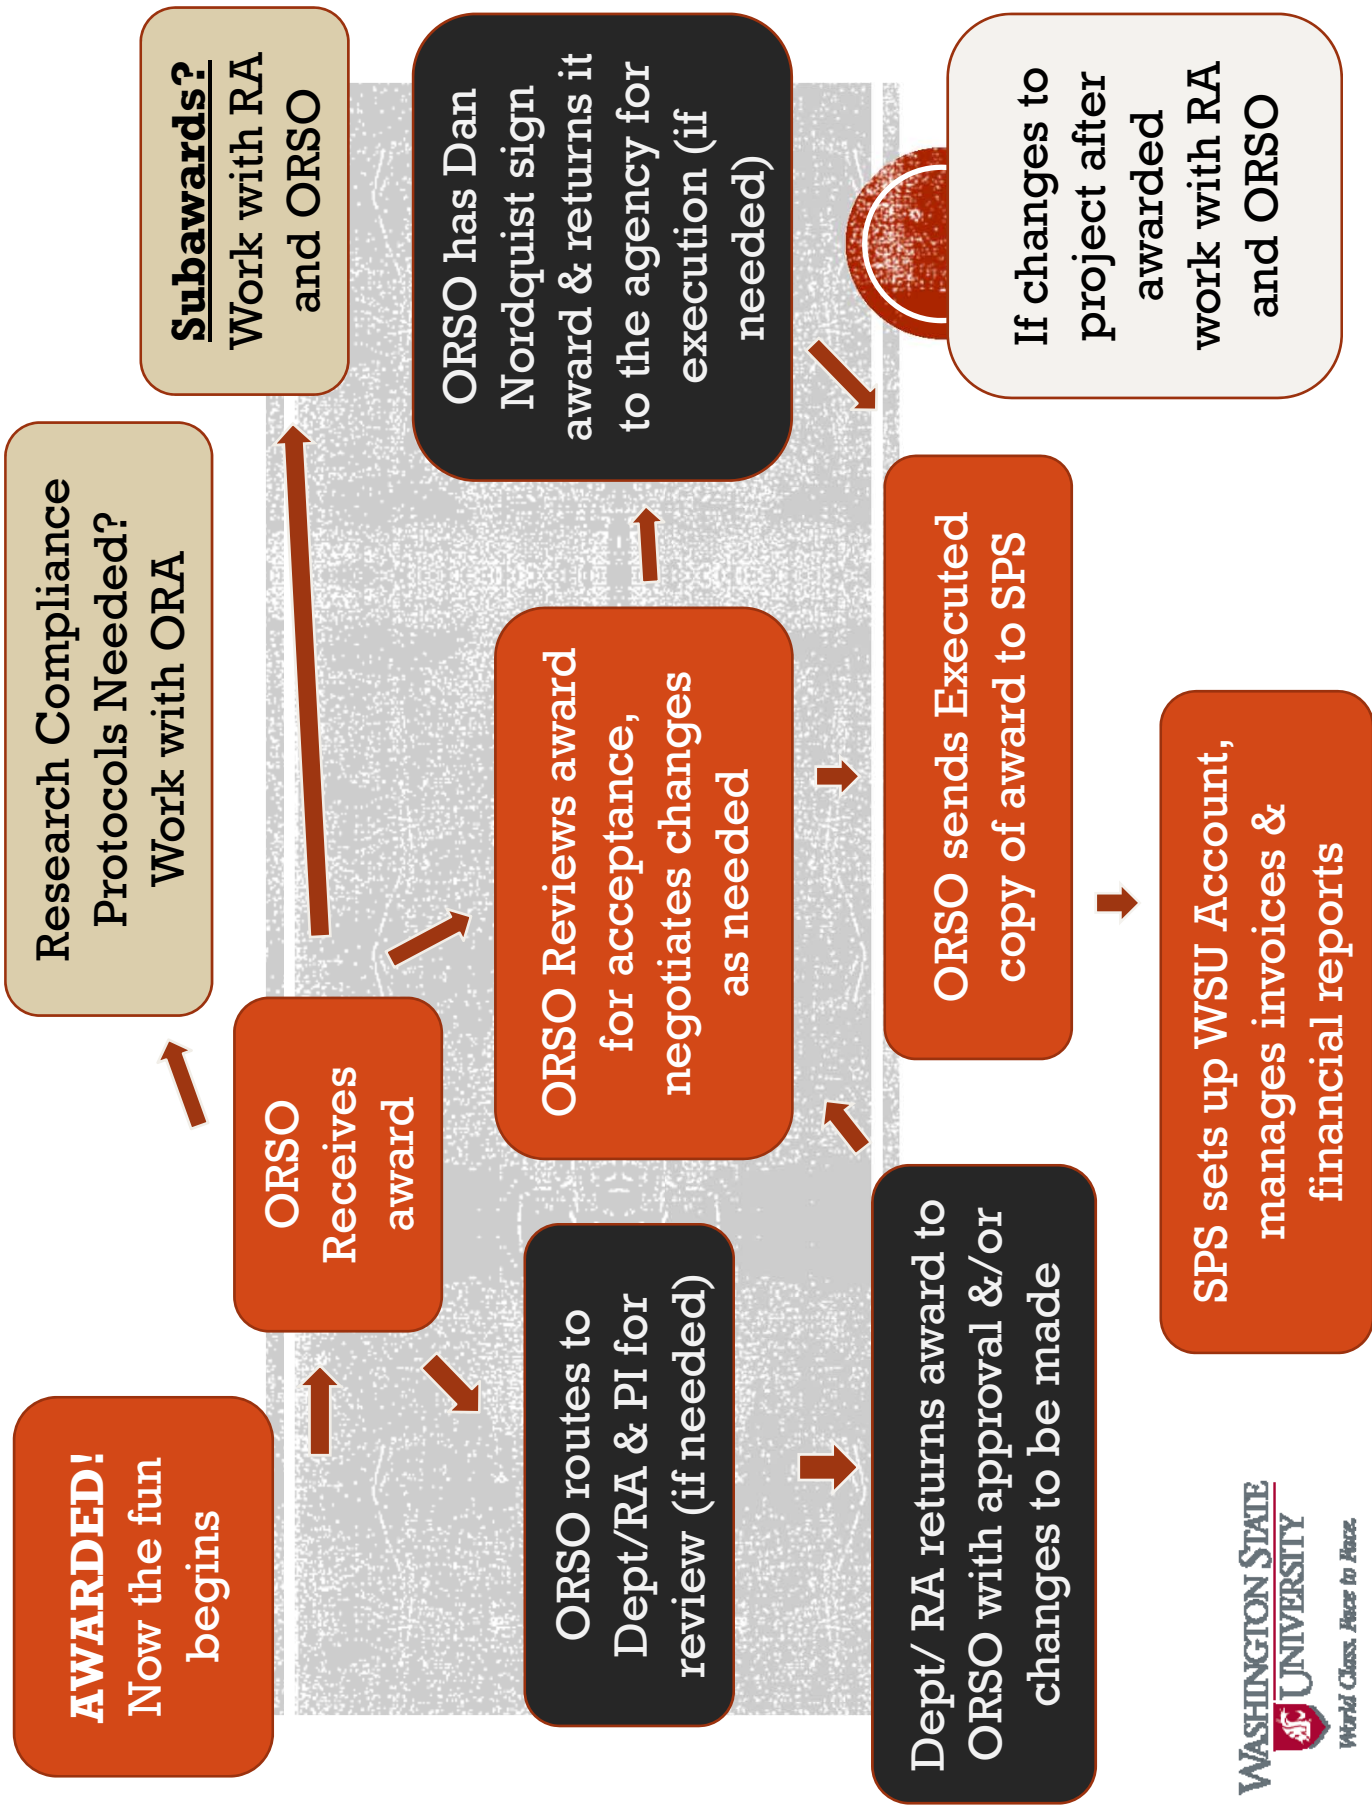 AWARDED!
Now the fun
begins
ORSO
Receives
award
Research Compliance
Protocols Needed?
Work with ORA
Subawards?
Work with RA
and ORSO
ORSO routes to
Dept/RA & PI for
review (if needed)
ORSO Reviews award
for acceptance,
negotiates changes
as needed
ORSO has Dan
Nordquist sign
award & returns it
to the agency for
execution (if
needed)
Dept/ RA returns award to
ORSO with approval &/or
changes to be made
ORSO sends Executed
copy of award to SPS
If changes to
project after
awarded
work with RA
and ORSO
SPS sets up WSU Account,
manages invoices &
financial reports
WASHINGTON STATE
UNIVERSITY
World Class. Face to Face.